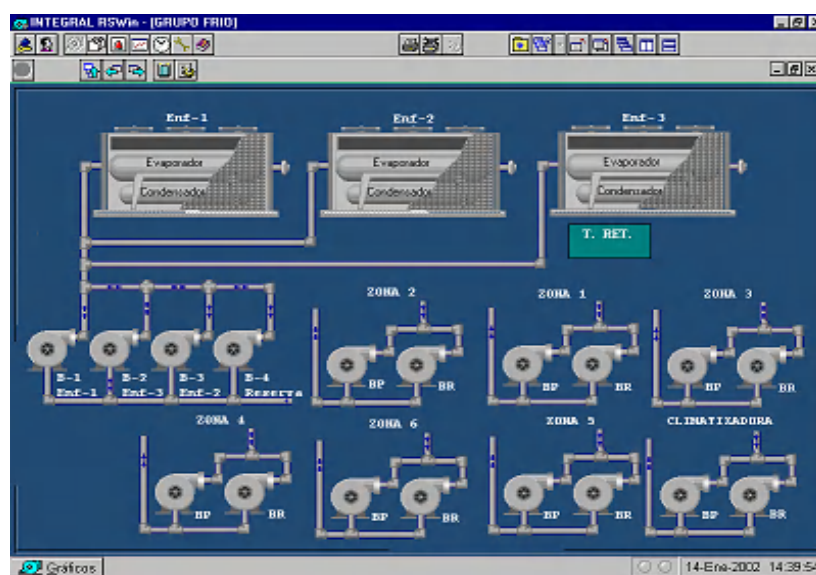 INTEGRAL RSWin - [GRUPO FRIO]
Enf-1 Enf-2 Enf-3
Evaporador Evaporador Evaporador
Condensador Condensador Condensador
T. RET.
ZONA 2 ZONA 1 ZONA 3
B-1 B-2 B-3 B-4
Enf-1 Enf-3 Enf-2 Reserva
BP BR BP BR BP BR
ZONA 4 ZONA 6 ZONA 5 CLIMATIZADORA
BP BR BP BR BP BR BP BR
Gráficos 14-Ene-2002 14:39:54